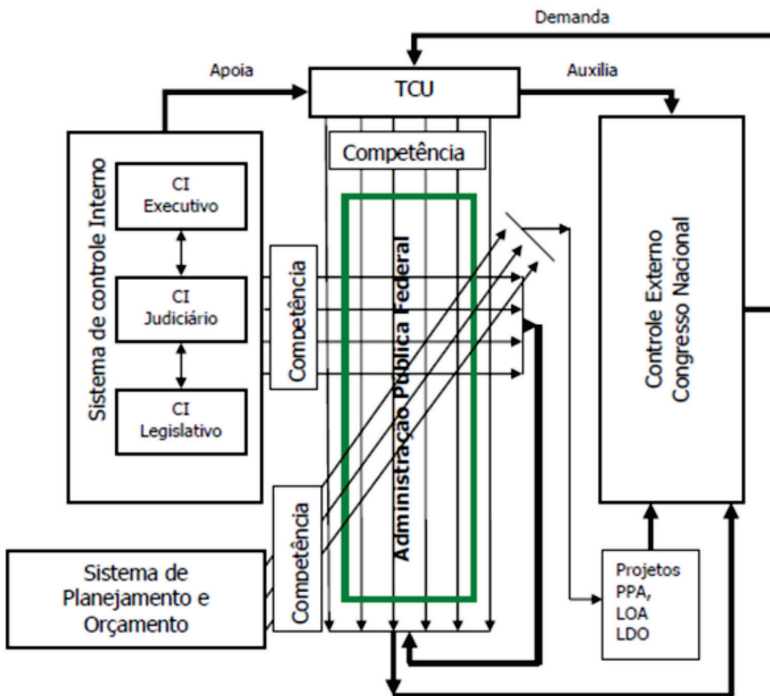 Demanda
Apoia
Auxilia
TCU
Competência
Sistema de controle Interno
CI
Executivo
CI
Judiciário
CI
Legislativo
Competência
Administração Pública Federal
Controle Externo
Congresso Nacional
Competência
Sistema de
Planejamento e
Orçamento
Projetos
PPA,
LOA
LDO